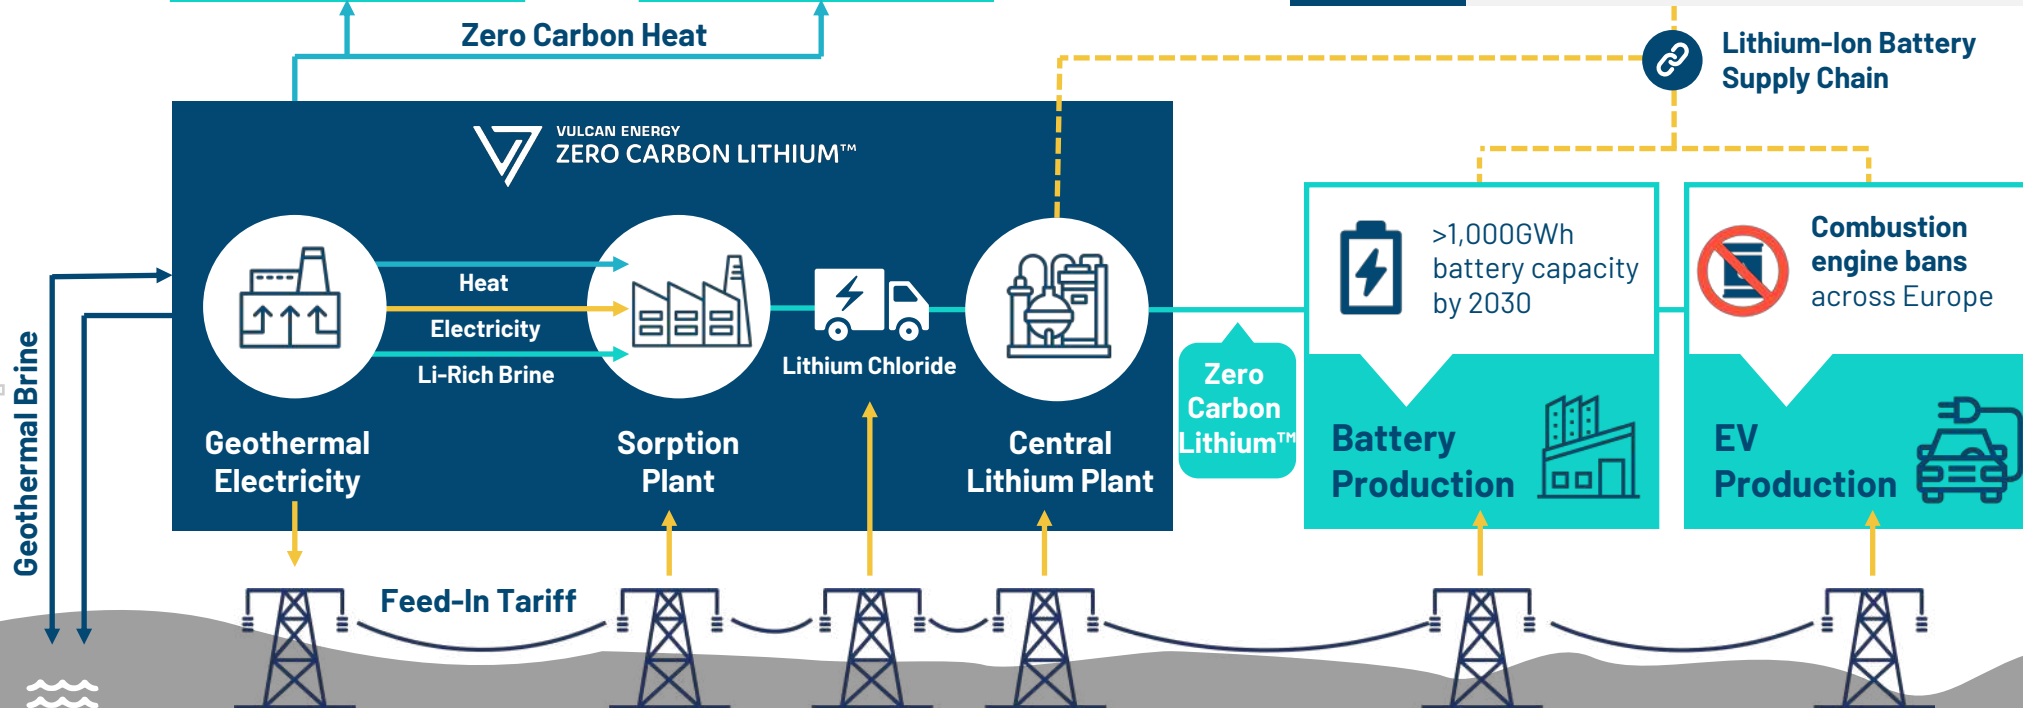 Zero Carbon Heat
Lithium-Ion Battery
Supply Chain
VULCAN ENERGY
ZERO CARBON LITHIUM™
Heat
Electricity
Li-Rich Brine
Lithium Chloride
Geothermal
Electricity
Sorption
Plant
Central
Lithium Plant
Zero
Carbon
Lithium™
>1,000GWh
battery capacity
by 2030
Battery
Production
Combustion
engine bans
across Europe
EV
Production
Geothermal Brine
Feed-In Tariff